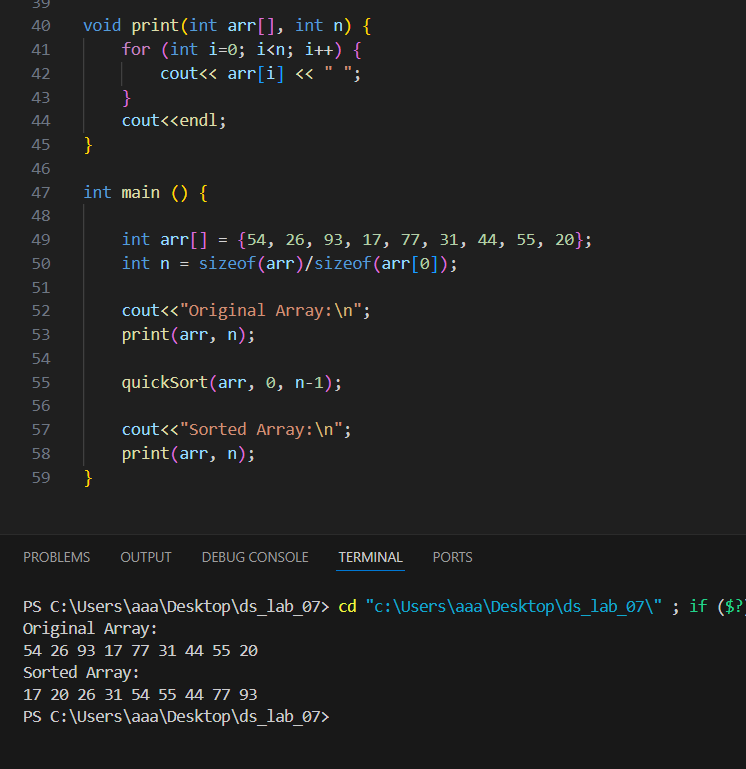 39
40 void print(int arr[], int n) {
41 for (int i=0; i<n; i++) {
42 cout<< arr[i] << " ";
43 }
44 cout<<endl;
45 }
46
47 int main () {
48
49 int arr[] = {54, 26, 93, 17, 77, 31, 44, 55, 20};
50 int n = sizeof(arr)/sizeof(arr[0]);
51
52 cout<<"Original Array:\n";
53 print(arr, n);
54
55 quickSort(arr, 0, n-1);
56
57 cout<<"Sorted Array:\n";
58 print(arr, n);
59 }
PROBLEMS OUTPUT DEBUG CONSOLE TERMINAL PORTS
PS C:\Users\aaa\Desktop\ds_lab_07> cd "c:\Users\aaa\Desktop\ds_lab_07\" ; if ($?)
Original Array:
54 26 93 17 77 31 44 55 20
Sorted Array:
17 20 26 31 54 55 44 77 93
PS C:\Users\aaa\Desktop\ds_lab_07>